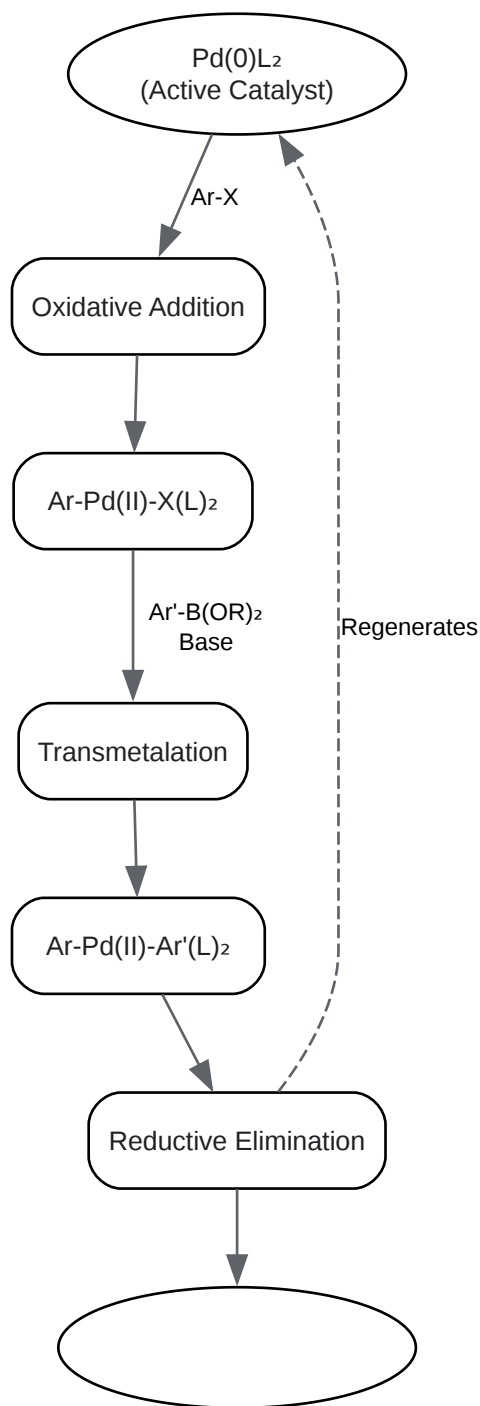 Pd(0)L₂
(Active Catalyst)
Ar-X
Oxidative Addition
Ar-Pd(II)-X(L)₂
Ar'-B(OR)₂
Base
Regenerates
Transmetalation
Ar-Pd(II)-Ar'(L)₂
Reductive Elimination